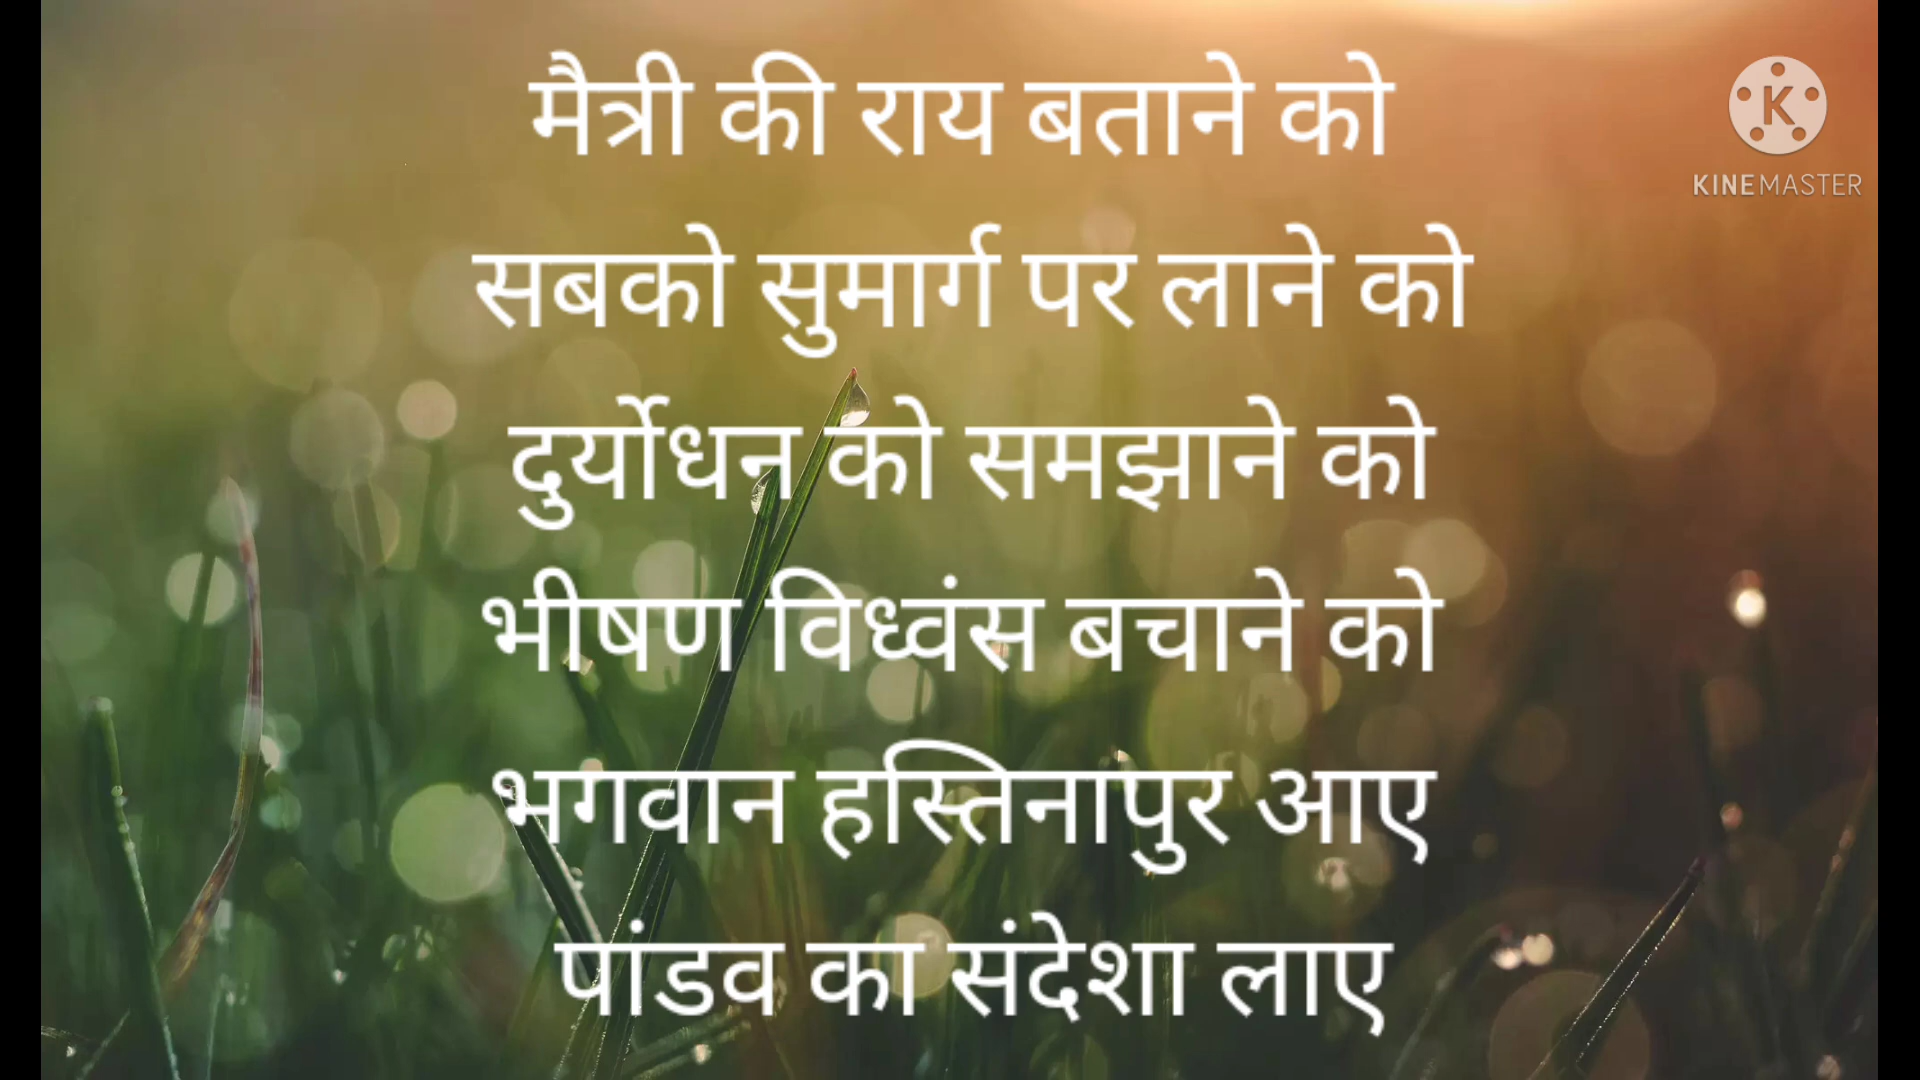 मैत्री की राय बताने को
सबको सुमार्ग पर लाने को
दुर्योधन को समझाने को
भीषण विध्वंस बचाने को
भगवान हस्तिनापुर आए
पांडव का संदेशा लाए
K
KINEMASTER